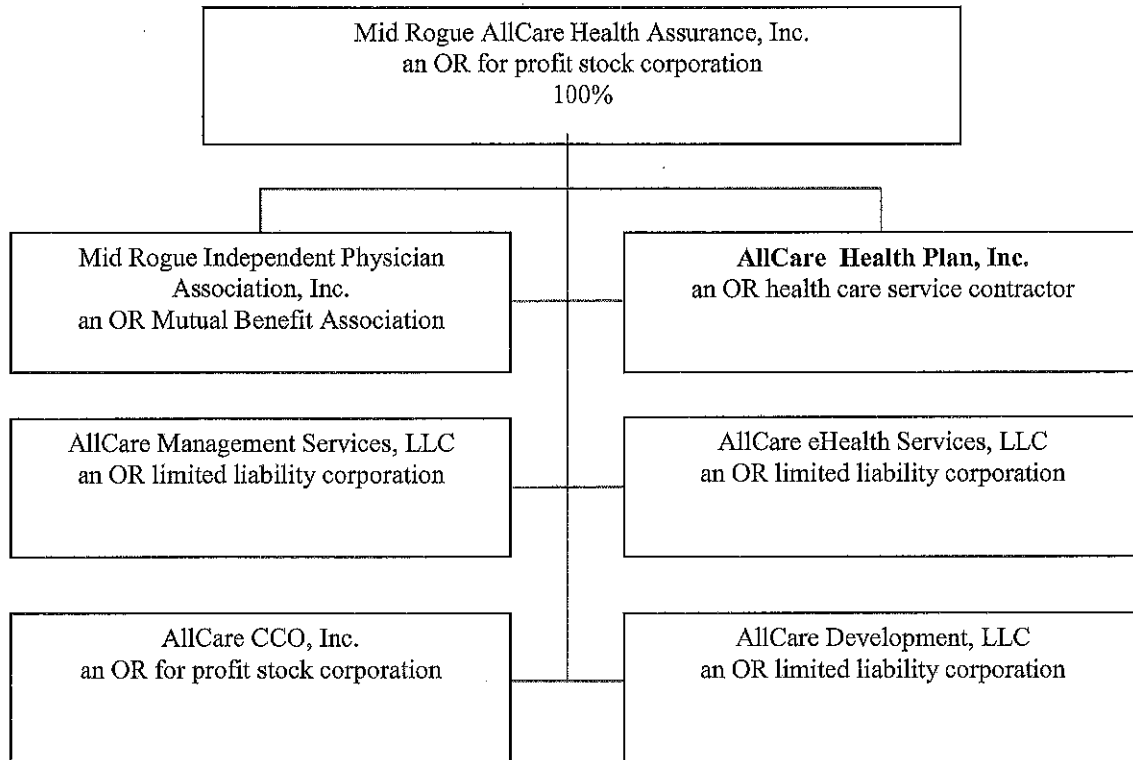 Mid Rogue AllCare Health Assurance, Inc.
an OR for profit stock corporation
100%
Mid Rogue Independent Physician
Association, Inc.
an OR Mutual Benefit Association
AllCare Health Plan, Inc.
an OR health care service contractor
AllCare Management Services, LLC
an OR limited liability corporation
AllCare eHealth Services, LLC
an OR limited liability corporation
AllCare CCO, Inc.
an OR for profit stock corporation
AllCare Development, LLC
an OR limited liability corporation